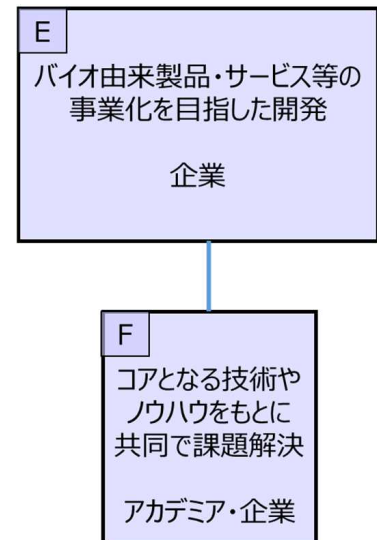 E
バイオ由来製品・サービス等の
事業化を目指した開発
企業
F
コアとなる技術や
ノウハウをもとに
共同で課題解決
アカデミア・企業